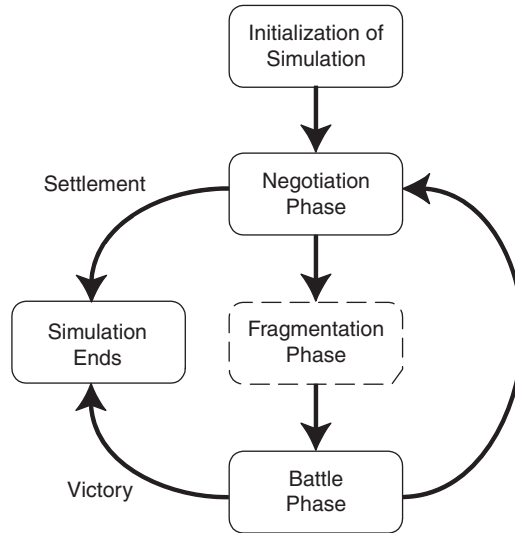 Initialization of
Simulation
Settlement
Negotiation
Phase
Simulation
Ends
Fragmentation
Phase
Victory
Battle
Phase